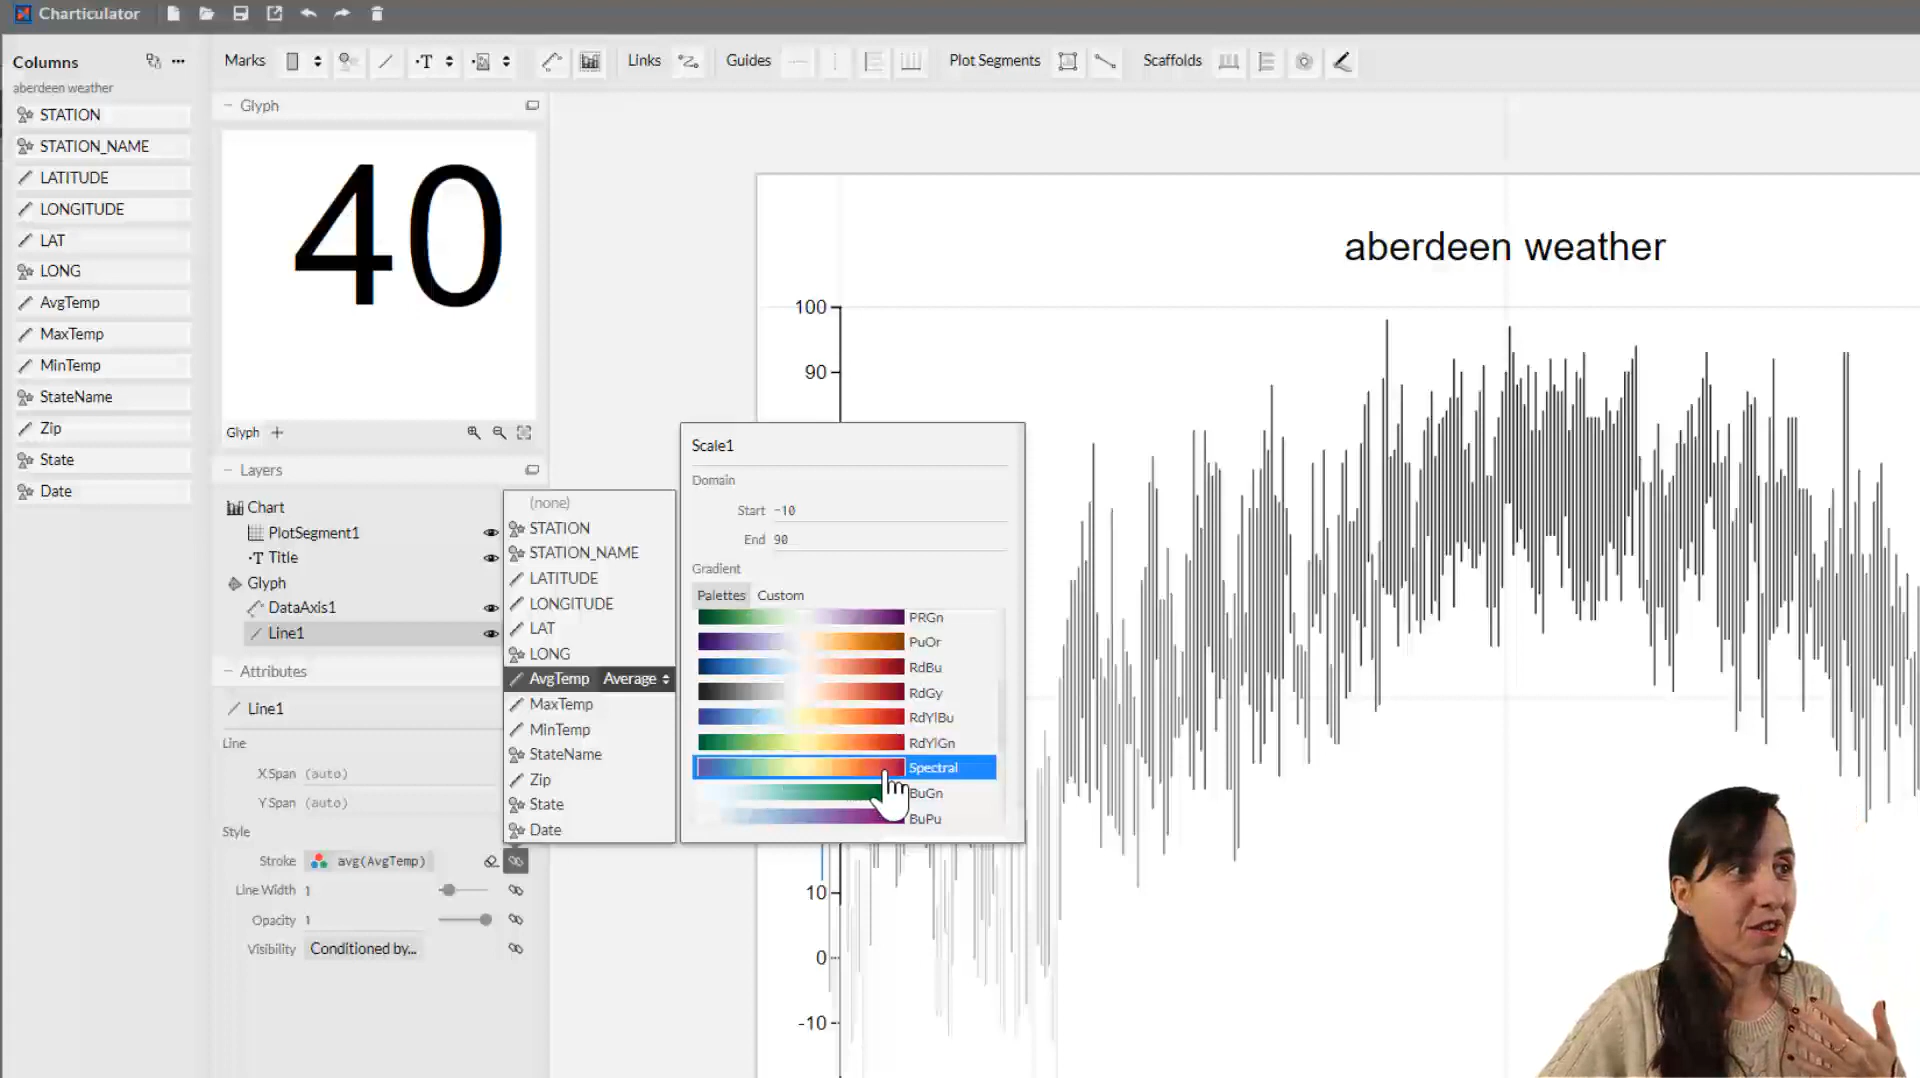 Charticulator
Columns
aberdeen weather
STATION
STATION_NAME
LATITUDE
LONGITUDE
LAT
LONG
AvgTemp
MaxTemp
MinTemp
StateName
Zip
State
Date
Marks
T
Links
Guides
Plot Segments
Scaffolds
Glyph
40
Glyph +
Layers
Chart
PlotSegment1
T Title
Glyph
DataAxis1
Line1
Attributes
Line1
Line
X Span (auto)
Y Span (auto)
Style
Stroke avg(AvgTemp)
Line Width 1
Opacity 1
Visibility Conditioned by...
(none)
STATION
STATION_NAME
LATITUDE
LONGITUDE
LAT
LONG
AvgTemp Average
MaxTemp
MinTemp
StateName
Zip
State
Date
Scale1
Domain
Start -10
End 90
Gradient
Palettes Custom
PRGn
PuOr
RdBu
RdGy
RdYlBu
RdYlGn
Spectral
BuGn
BuPu
aberdeen weather
100
90
10
0
-10